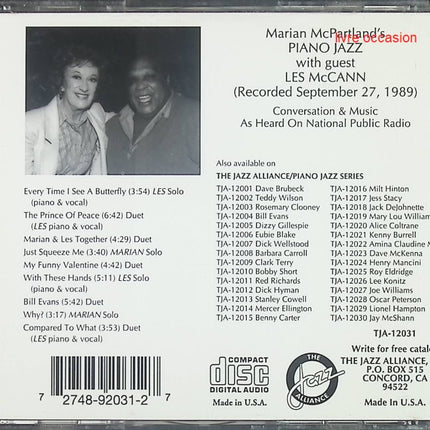 Marian McPartland's
livre occasion
PIANO JAZZ
with guest
LES McCANN
(Recorded September 27, 1989)
Conversation & Music
As Heard On National Public Radio
Every Time I See A Butterfly (3:54) LES Solo
(piano & vocal)
The Prince Of Peace (6:42) Duet
(LES piano & vocal)
Marian & Les Together (4:29) Duet
Just Squeeze Me (3:40) MARIAN Solo
My Funny Valentine (4:42) Duet
With These Hands (5:11) LES Solo
(piano & vocal)
Bill Evans (5:42) Duet
Why? (3:17) MARIAN Solo
Compared To What (3:53) Duet
(LES piano & vocal)
Also available on
THE JAZZ ALLIANCE/PIANO JAZZ SERIES
TJA-12001 Dave Brubeck
TJA-12002 Teddy Wilson
TJA-12003 Rosemary Clooney
TJA-12004 Bill Evans
TJA-12005 Dizzy Gillespie
TJA-12006 Eubie Blake
TJA-12007 Dick Wellstood
TJA-12008 Barbara Carroll
TJA-12009 Clark Terry
TJA-12010 Bobby Short
TJA-12011 Red Richards
TJA-12012 Dick Hyman
TJA-12013 Stanley Cowell
TJA-12014 Mercer Ellington
TJA-12015 Benny Carter
TJA-12016 Milt Hinton
TJA-12017 Jess Stacy
TJA-12018 Jack DeJohnette
TJA-12019 Mary Lou William
TJA-12020 Alice Coltrane
TJA-12021 Kenny Burrell
TJA-12022 Amina Claudine M
TJA-12023 Dave McKenna
TJA-12024 Henry Mancini
TJA-12025 Roy Eldridge
TJA-12026 Lee Konitz
TJA-12027 Joe Williams
TJA-12028 Oscar Peterson
TJA-12029 Lionel Hampton
TJA-12030 Jay McShann
TJA-12031
7 2748-92031-2 7
COMPACT
disc
DIGITAL AUDIO
Made in U.S.A.
THE
Jazz
ALLIANCE
Write for free catalo
THE JAZZ ALLIANCE,
P.O. BOX 515
CONCORD, CA
94522
Made in U.S.A.